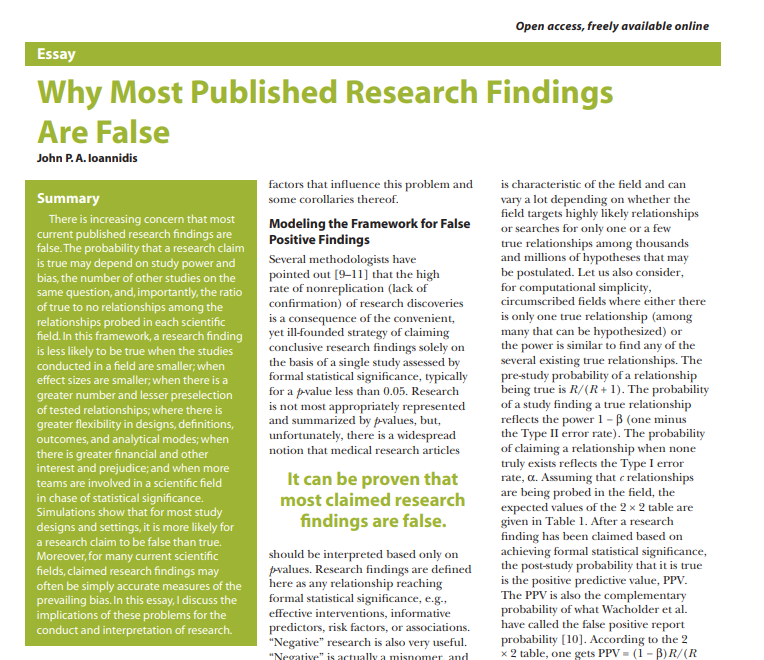 Open access, freely available online
Essay
Why Most Published Research Findings
Are False
John P. A. Ioannidis
Summary
There is increasing concern that most
current published research findings are
false. The probability that a research claim
is true may depend on study power and
bias, the number of other studies on the
same question, and, importantly, the ratio
of true to no relationships among the
relationships probed in each scientific
field. In this framework, a research finding
is less likely to be true when the studies
conducted in a field are smaller; when
effect sizes are smaller; when there is a
greater number and lesser preselection
of tested relationships; where there is
greater flexibility in designs, definitions,
outcomes, and analytical modes; when
there is greater financial and other
interest and prejudice; and when more
teams are involved in a scientific field
in chase of statistical significance.
Simulations show that for most study
designs and settings, it is more likely for
a research claim to be false than true.
Moreover, for many current scientific
fields, claimed research findings may
often be simply accurate measures of the
prevailing bias. In this essay, I discuss the
implications of these problems for the
conduct and interpretation of research.
factors that influence this problem and
some corollaries thereof.
Modeling the Framework for False
Positive Findings
Several methodologists have
pointed out [9–11] that the high
rate of nonreplication (lack of
confirmation) of research discoveries
is a consequence of the convenient,
yet ill-founded strategy of claiming
conclusive research findings solely on
the basis of a single study assessed by
formal statistical significance, typically
for a p-value less than 0.05. Research
is not most appropriately represented
and summarized by p-values, but,
unfortunately, there is a widespread
notion that medical research articles
It can be proven that
most claimed research
findings are false.
should be interpreted based only on
p-values. Research findings are defined
here as any relationship reaching
formal statistical significance, e.g.,
effective interventions, informative
predictors, risk factors, or associations.
“Negative” research is also very useful.
“Negative” is actually a misnomer, and
is characteristic of the field and can
vary a lot depending on whether the
field targets highly likely relationships
or searches for only one or a few
true relationships among thousands
and millions of hypotheses that may
be postulated. Let us also consider,
for computational simplicity,
circumscribed fields where either there
is only one true relationship (among
many that can be hypothesized) or
the power is similar to find any of the
several existing true relationships. The
pre-study probability of a relationship
being true is R/(R + 1). The probability
of a study finding a true relationship
reflects the power 1 − β (one minus
the Type II error rate). The probability
of claiming a relationship when none
truly exists reflects the Type I error
rate, α. Assuming that c relationships
are being probed in the field, the
expected values of the 2 × 2 table are
given in Table 1. After a research
finding has been claimed based on
achieving formal statistical significance,
the post-study probability that it is true
is the positive predictive value, PPV.
The PPV is also the complementary
probability of what Wacholder et al.
have called the false positive report
probability [10]. According to the 2
× 2 table, one gets PPV = (1 − β)R/(R